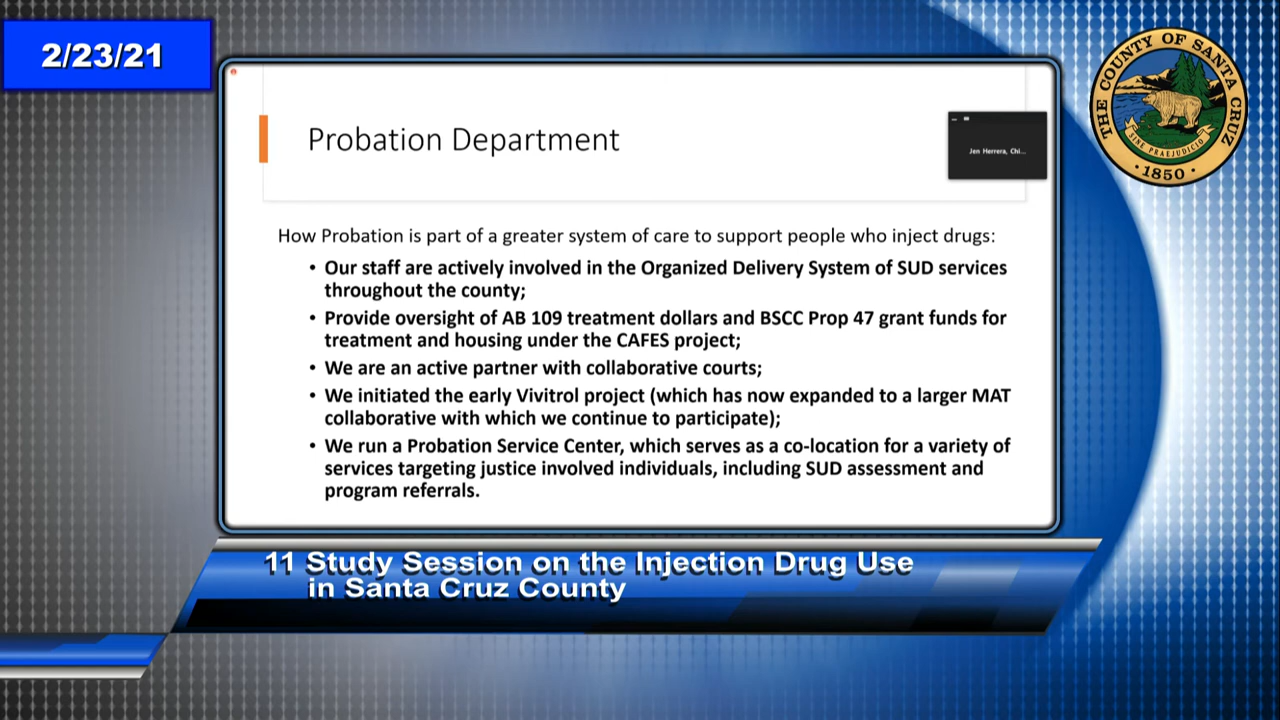 2/23/21
THE COUNTY OF SANTA CRUZ
SINE PRAEJUDICIO
• 1850 •
Probation Department
Jen Herrera, Chi...
How Probation is part of a greater system of care to support people who inject drugs:
• Our staff are actively involved in the Organized Delivery System of SUD services
throughout the county;
• Provide oversight of AB 109 treatment dollars and BSCC Prop 47 grant funds for
treatment and housing under the CAFES project;
• We are an active partner with collaborative courts;
• We initiated the early Vivitrol project (which has now expanded to a larger MAT
collaborative with which we continue to participate);
• We run a Probation Service Center, which serves as a co-location for a variety of
services targeting justice involved individuals, including SUD assessment and
program referrals.
11 Study Session on the Injection Drug Use
in Santa Cruz County